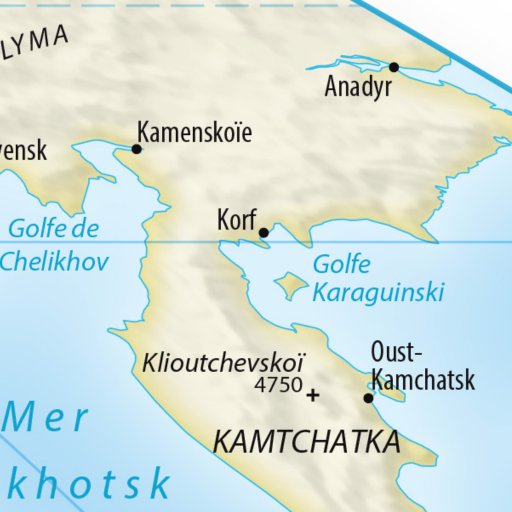 LYMA
Anadyr
Kamenskoïe
vensk
Korf
Golfe de
Chelikhov
Golfe
Karaguinski
Klioutchevskoï
4750
Oust-
Kamchatsk
Mer
KAMTCHATKA
khotsk